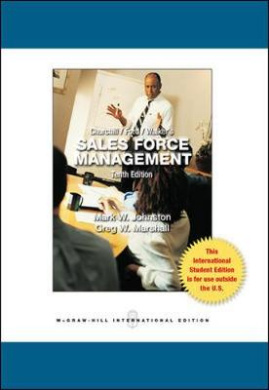 Churchill / Ford / Walker's
SALES FORCE
MANAGEMENT
Tenth Edition
Mark W. Johnston
Greg W. Marshall
This
International
Student Edition
is for use outside
the U.S.
McGRAW-HILL INTERNATIONAL EDITION